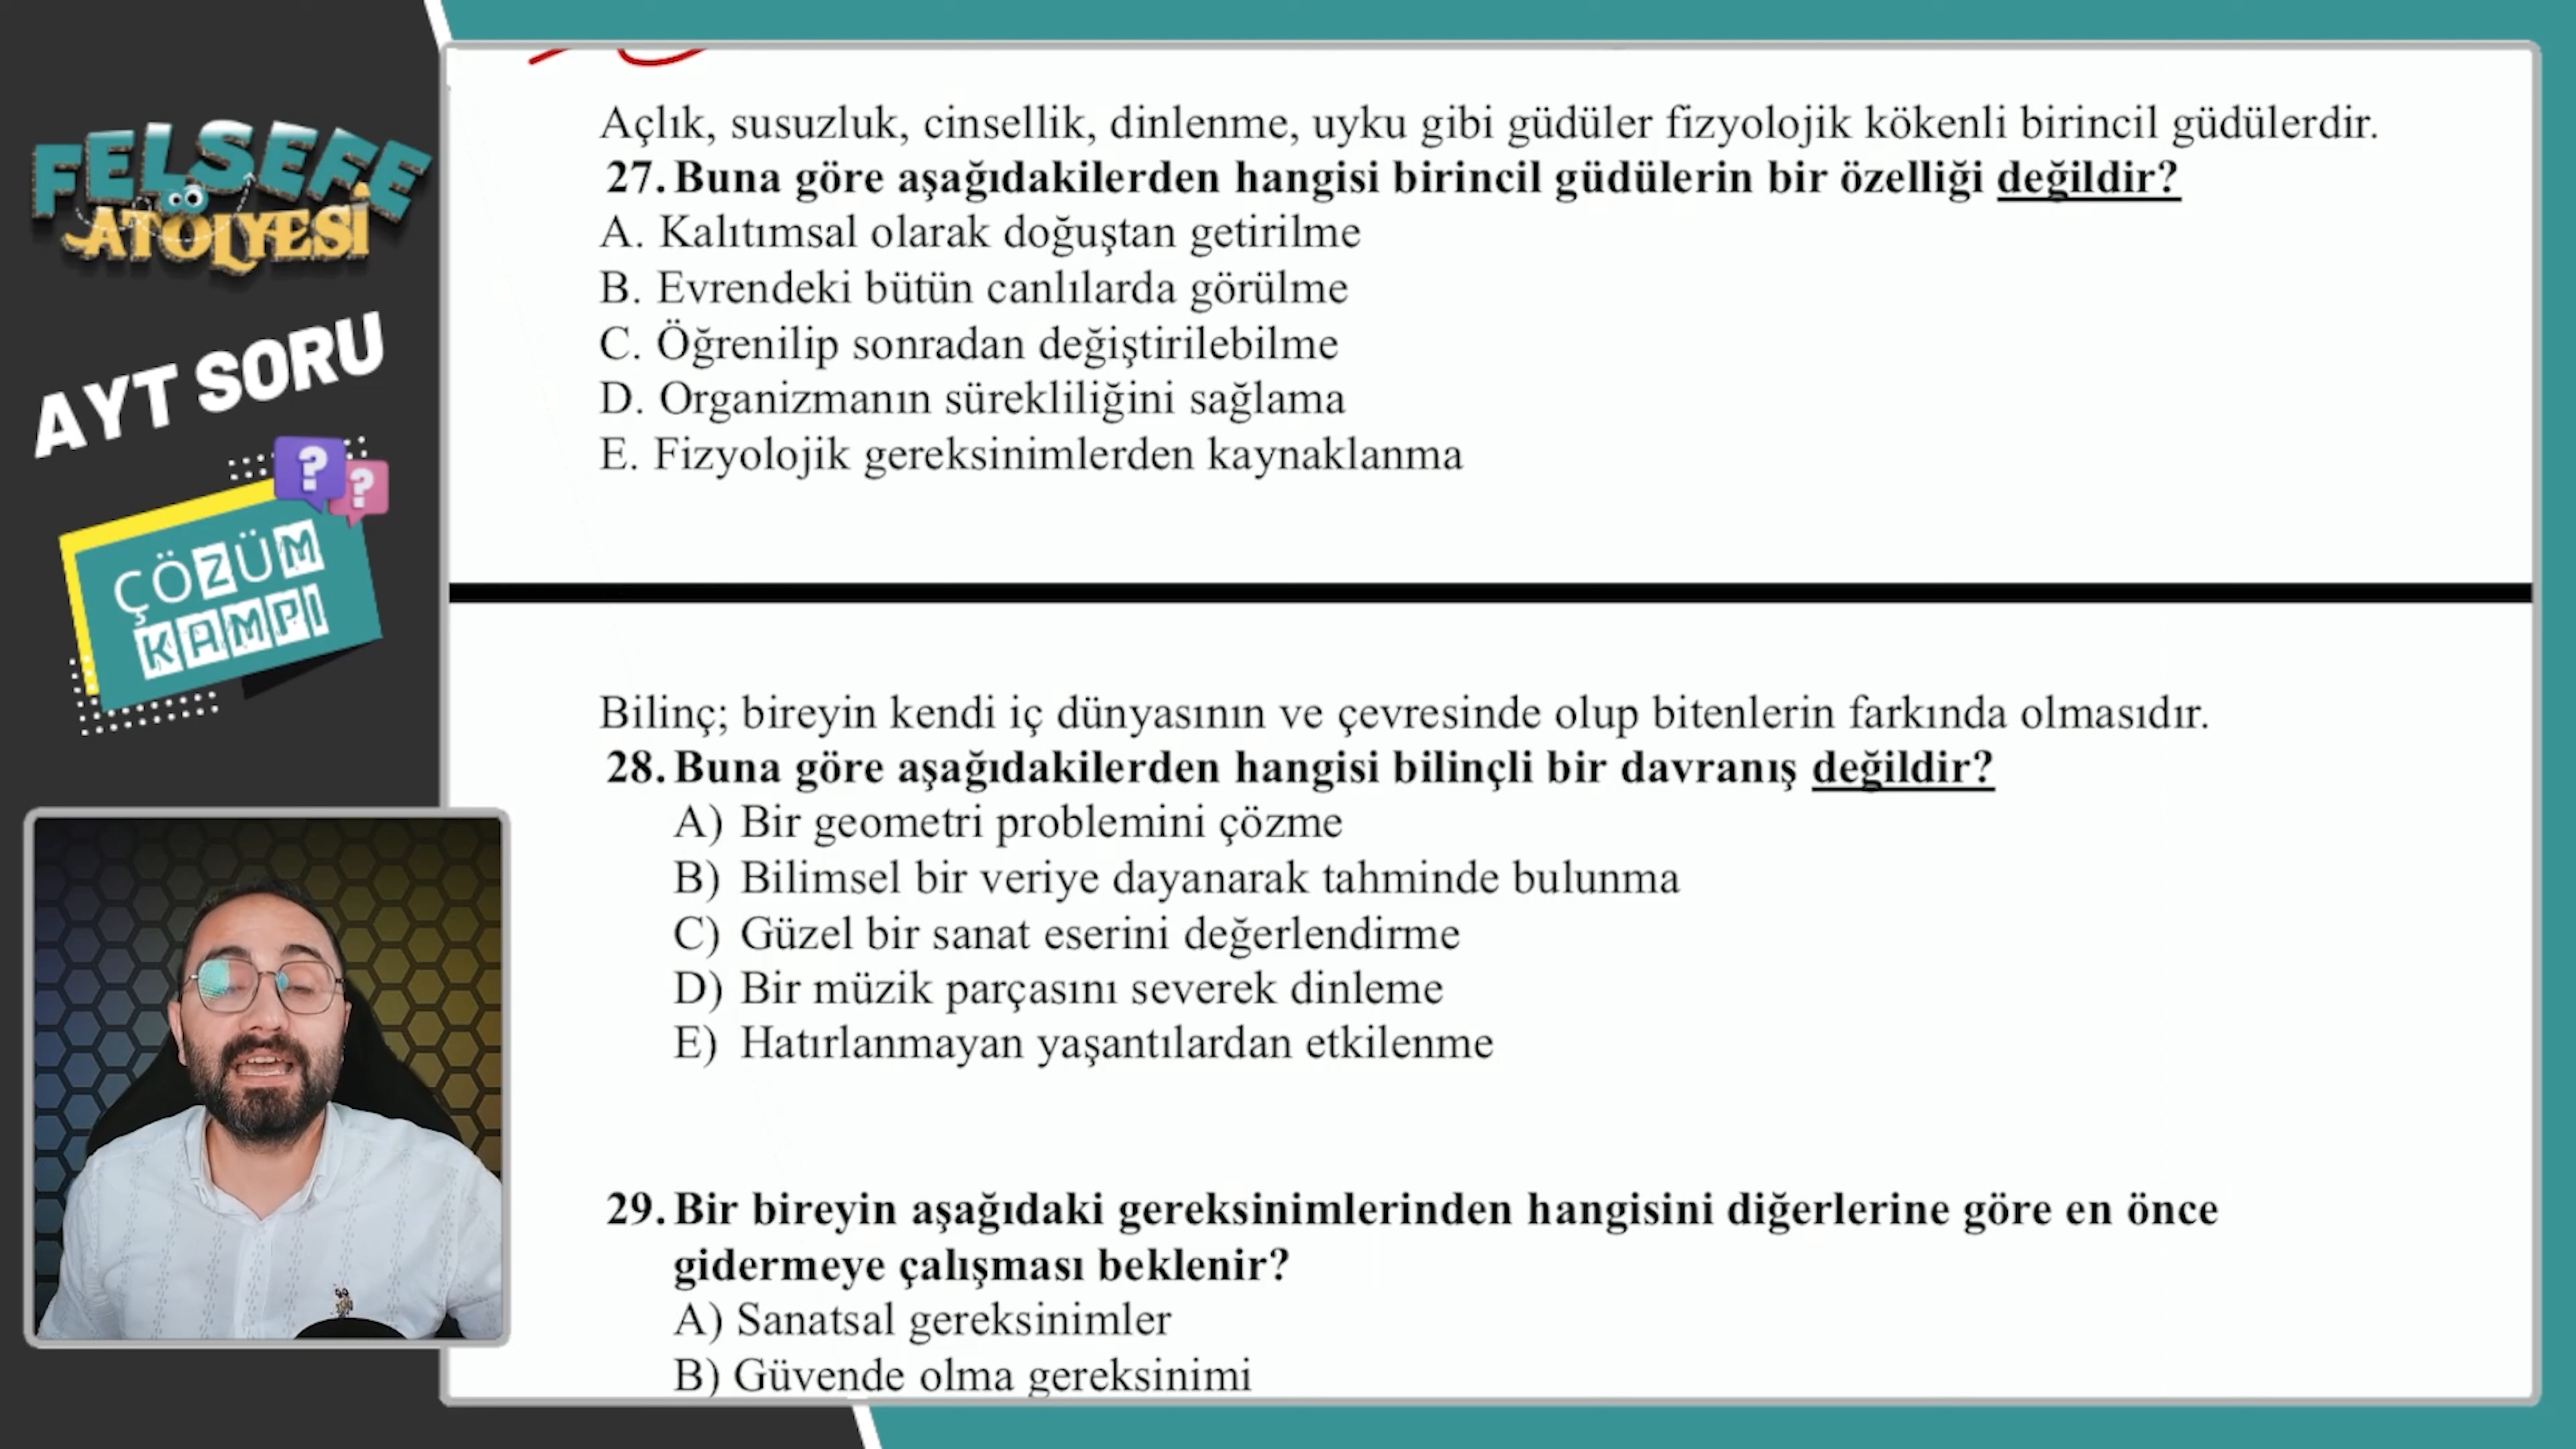 FELSEFE
ATÖLYESİ
AYT SORU
? ?
ÇÖZÜM
KAMPI
Açlık, susuzluk, cinsellik, dinlenme, uyku gibi güdüler fizyolojik kökenli birincil güdülerdir.
27. Buna göre aşağıdakilerden hangisi birincil güdülerin bir özelliği değildir?
A. Kalıtımsal olarak doğuştan getirilme
B. Evrendeki bütün canlılarda görülme
C. Öğrenilip sonradan değiştirilebilme
D. Organizmanın sürekliliğini sağlama
E. Fizyolojik gereksinimlerden kaynaklanma
Bilinç; bireyin kendi iç dünyasının ve çevresinde olup bitenlerin farkında olmasıdır.
28. Buna göre aşağıdakilerden hangisi bilinçli bir davranış değildir?
A) Bir geometri problemini çözme
B) Bilimsel bir veriye dayanarak tahminde bulunma
C) Güzel bir sanat eserini değerlendirme
D) Bir müzik parçasını severek dinleme
E) Hatırlanmayan yaşantılardan etkilenme
29. Bir bireyin aşağıdaki gereksinimlerinden hangisini diğerlerine göre en önce
gidermeye çalışması beklenir?
A) Sanatsal gereksinimler
B) Güvende olma gereksinimi